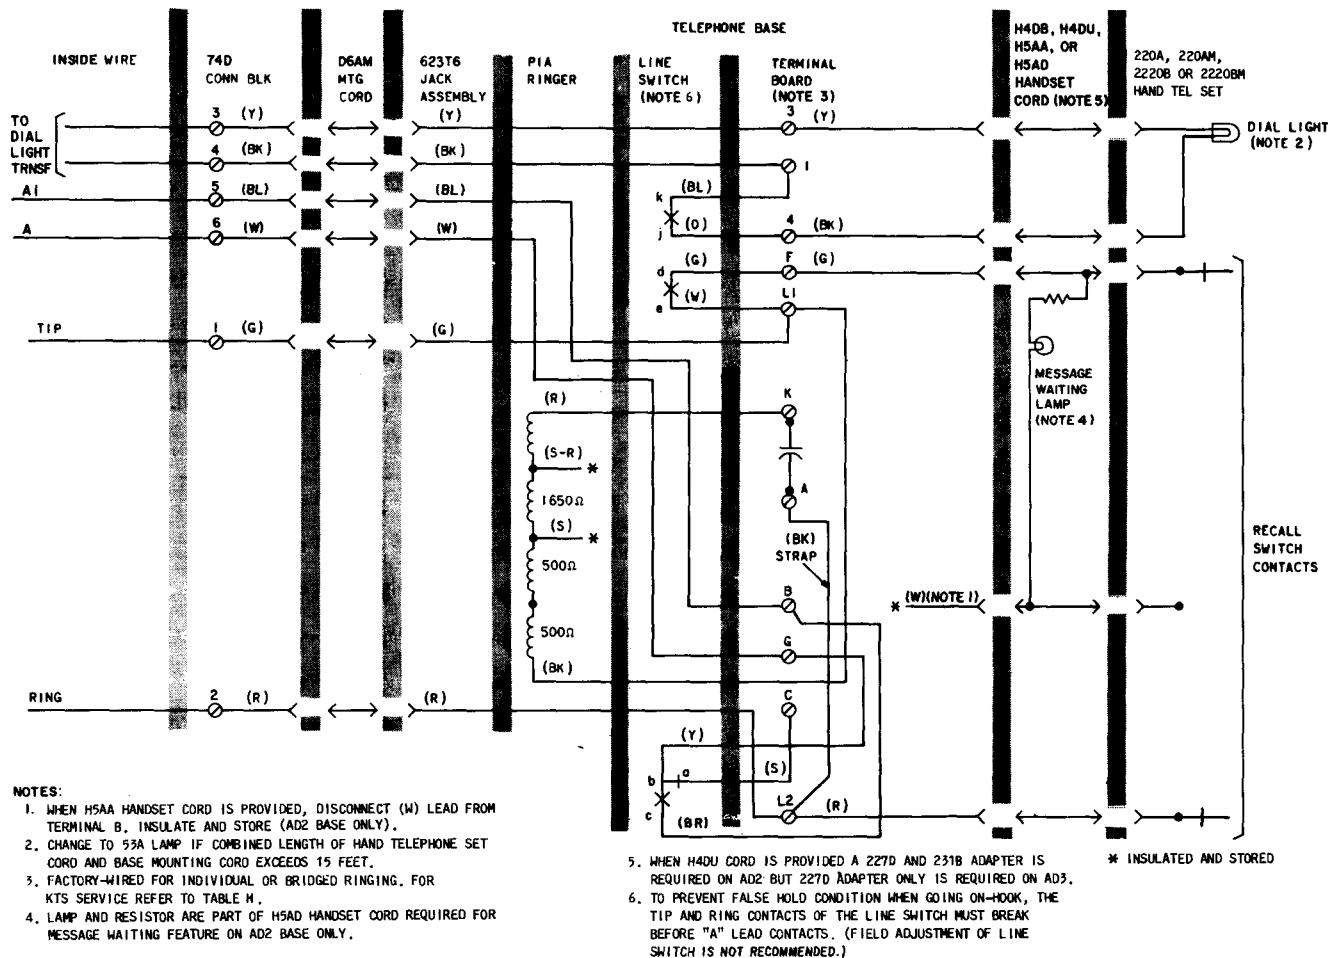 TELEPHONE BASE
INSIDE WIRE
74D
CONN BLK
D6AM
MTG
CORD
623T6
JACK
ASSEMBLY
PIA
RINGER
LINE
SWITCH
(NOTE 6)
TERMINAL
BOARD
(NOTE 3)
H4DB, H4DU,
H5AA, OR
H5AD
HANDSET
CORD (NOTE 5)
220A, 220AM,
2220B OR 2220BM
HAND TEL SET
TO
DIAL
LIGHT
TRNSF
3 (Y) (Y) 3 (Y)
DIAL LIGHT
(NOTE 2)
4 (BK) (BK) 1
A1 5 (BL) (BL) k (BL)
A 6 (W) (W) j (O) 4 (BK)
d (G) F (G)
e (W) L1
TIP 1 (G) (G)
MESSAGE
WAITING
LAMP
(NOTE 4)
(R) K
(S-R) *
1650Ω A
(S) *
(BK)
STRAP
500Ω
RECALL
SWITCH
CONTACTS
B * (W)(NOTE 1)
500Ω G
(BK)
RING 2 (R) (R) C
(Y)
b a (S)
c (BR) L2 (R)
* INSULATED AND STORED
NOTES:
1. WHEN H5AA HANDSET CORD IS PROVIDED, DISCONNECT (W) LEAD FROM
TERMINAL B. INSULATE AND STORE (AD2 BASE ONLY).
2. CHANGE TO 53A LAMP IF COMBINED LENGTH OF HAND TELEPHONE SET
CORD AND BASE MOUNTING CORD EXCEEDS 15 FEET.
3. FACTORY-WIRED FOR INDIVIDUAL OR BRIDGED RINGING. FOR
KTS SERVICE REFER TO TABLE H.
4. LAMP AND RESISTOR ARE PART OF H5AD HANDSET CORD REQUIRED FOR
MESSAGE WAITING FEATURE ON AD2 BASE ONLY.
5. WHEN H4DU CORD IS PROVIDED A 227D AND 231B ADAPTER IS
REQUIRED ON AD2 BUT 227D ADAPTER ONLY IS REQUIRED ON AD3.
6. TO PREVENT FALSE HOLD CONDITION WHEN GOING ON-HOOK, THE
TIP AND RING CONTACTS OF THE LINE SWITCH MUST BREAK
BEFORE "A" LEAD CONTACTS. (FIELD ADJUSTMENT OF LINE
SWITCH IS NOT RECOMMENDED.)